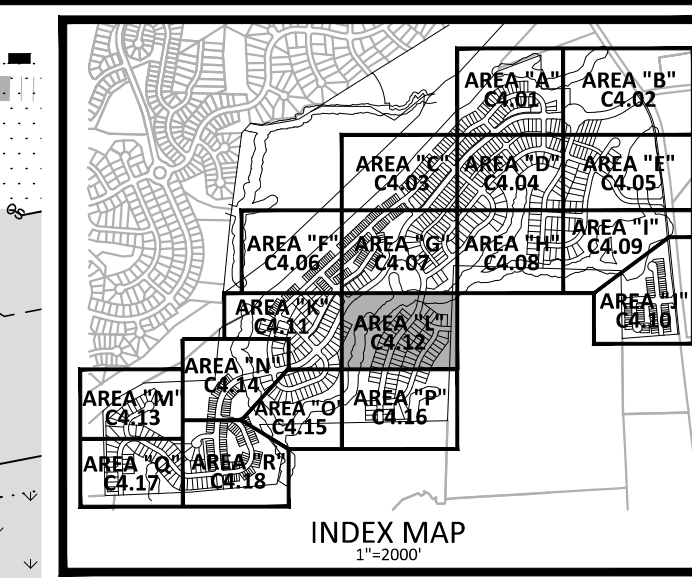 AREA "A"
C4.01
AREA "B"
C4.02
AREA "C"
C4.03
AREA "D"
C4.04
AREA "E"
C4.05
AREA "F"
C4.06
AREA "G"
C4.07
AREA "H"
C4.08
AREA "I"
C4.09
AREA "J"
C4.10
AREA "K"
C4.11
AREA "L"
C4.12
AREA "M"
C4.13
AREA "N"
C4.14
AREA "O"
C4.15
AREA "P"
C4.16
AREA "Q"
C4.17
AREA "R"
C4.18
INDEX MAP
1"=2000'